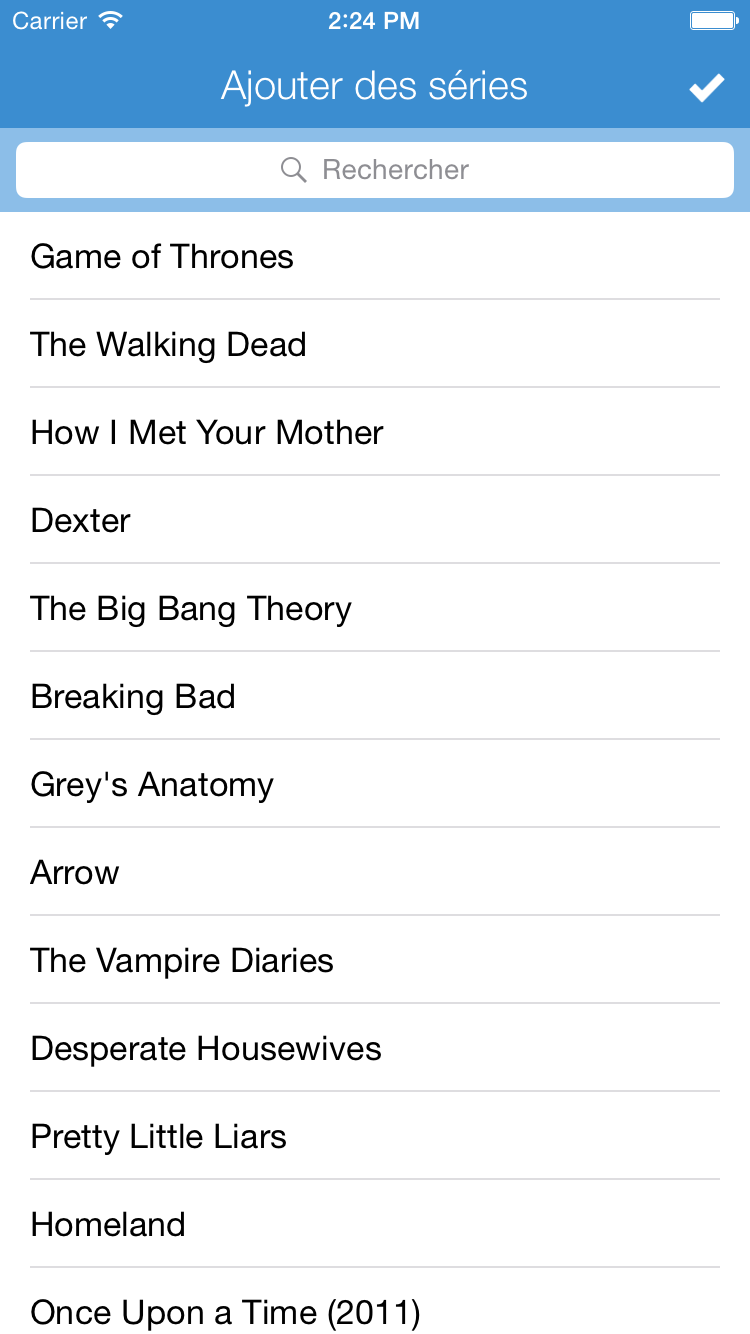 Carrier 2:24 PM
Ajouter des séries
Rechercher
Game of Thrones
The Walking Dead
How I Met Your Mother
Dexter
The Big Bang Theory
Breaking Bad
Grey's Anatomy
Arrow
The Vampire Diaries
Desperate Housewives
Pretty Little Liars
Homeland
Once Upon a Time (2011)